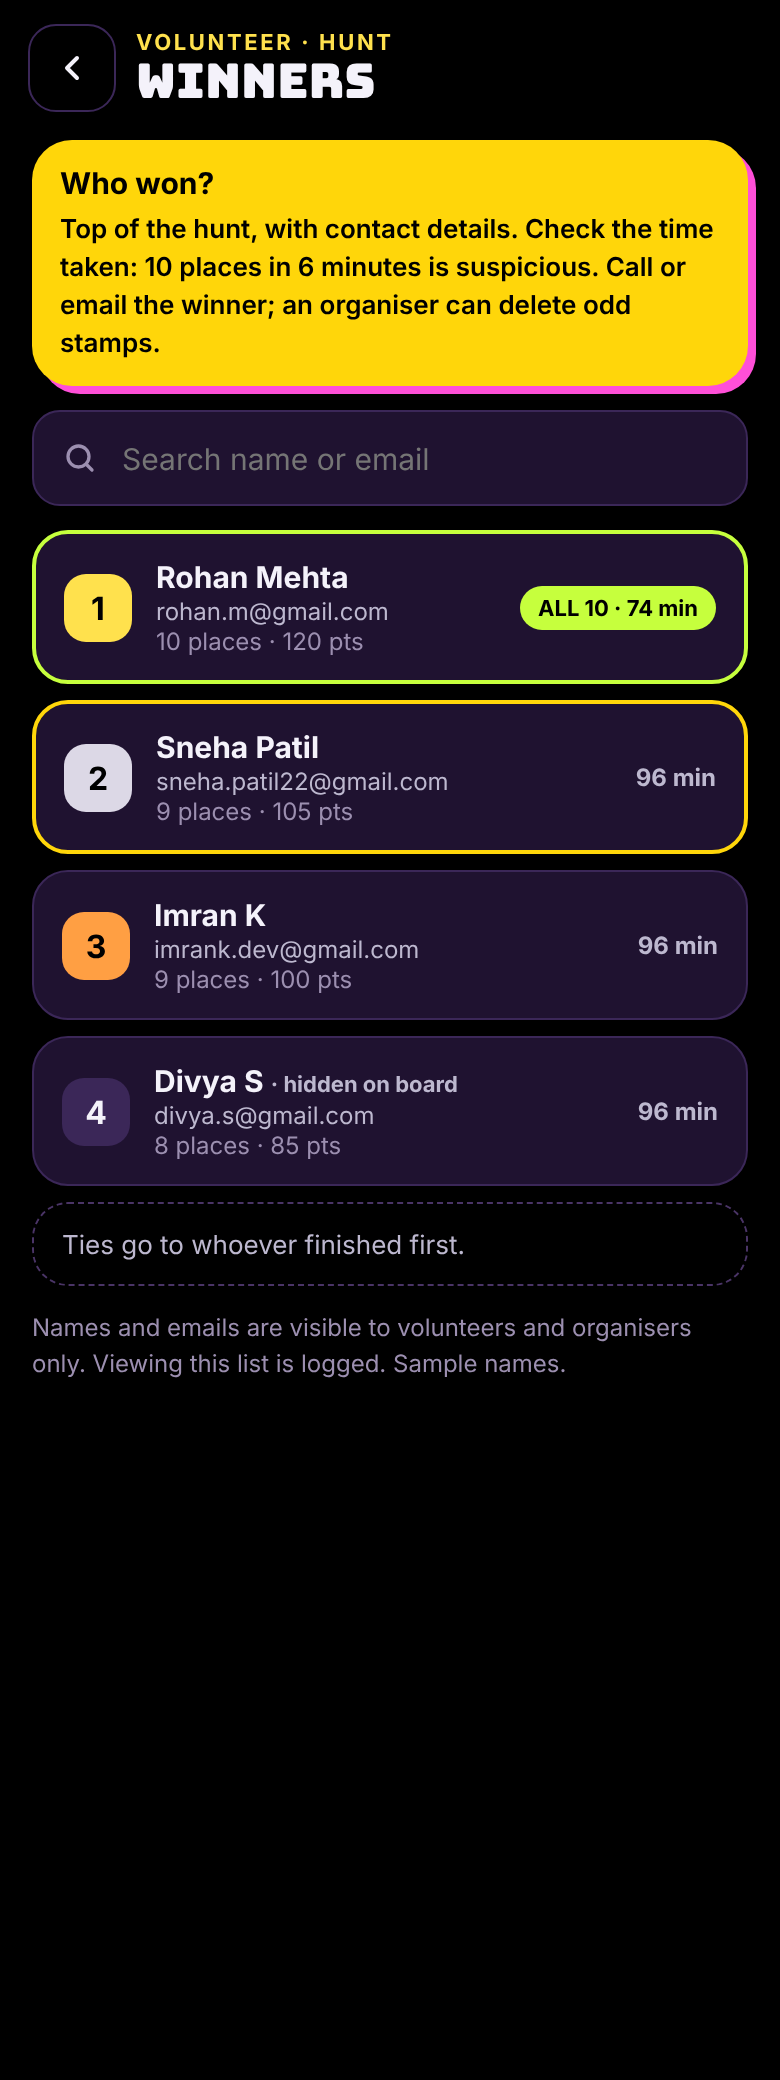 VOLUNTEER · HUNT
WINNERS
Who won?
Top of the hunt, with contact details. Check the time
taken: 10 places in 6 minutes is suspicious. Call or
email the winner; an organiser can delete odd
stamps.
Search name or email
1
Rohan Mehta
rohan.m@gmail.com
10 places · 120 pts
ALL 10 · 74 min
2
Sneha Patil
sneha.patil22@gmail.com
9 places · 105 pts
96 min
3
Imran K
imrank.dev@gmail.com
9 places · 100 pts
96 min
4
Divya S · hidden on board
divya.s@gmail.com
8 places · 85 pts
96 min
Ties go to whoever finished first.
Names and emails are visible to volunteers and organisers
only. Viewing this list is logged. Sample names.